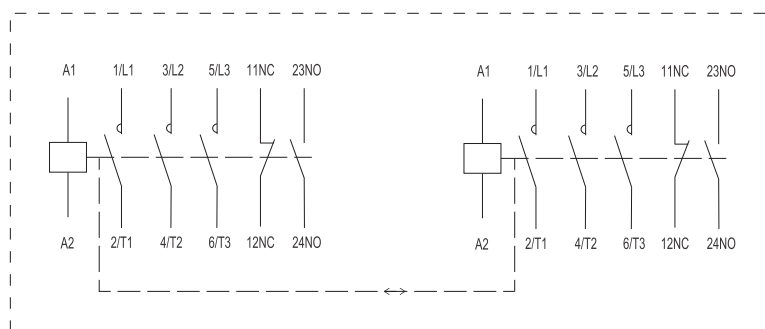 A1 1/L1 3/L2 5/L3 11NC 23NO A1 1/L1 3/L2 5/L3 11NC 23NO
A2 2/T1 4/T2 6/T3 12NC 24NO A2 2/T1 4/T2 6/T3 12NC 24NO